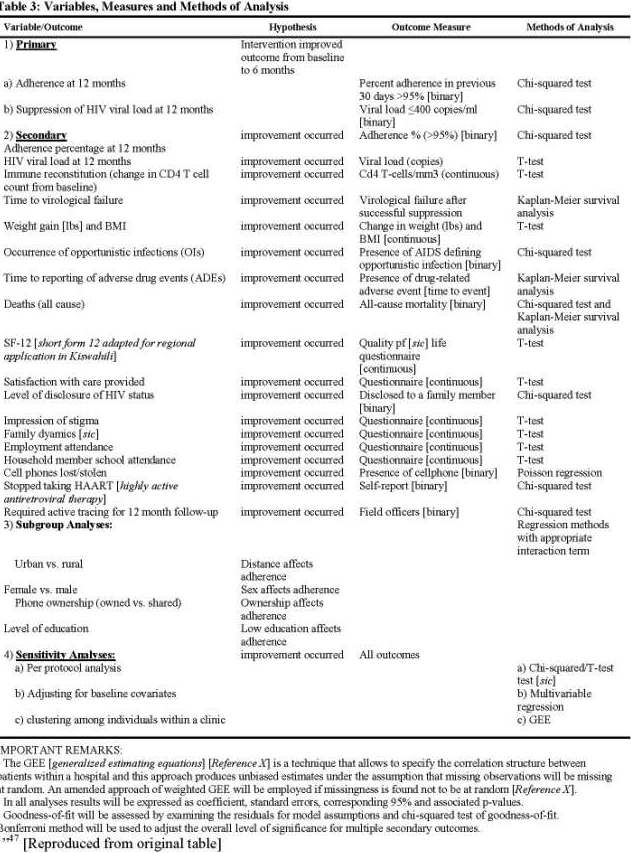 Table 3: Variables, Measures and Methods of Analysis
Variable/Outcome Hypothesis Outcome Measure Methods of Analysis
1) Primary Intervention improved
outcome from baseline
to 6 months
a) Adherence at 12 months Percent adherence in previous Chi-squared test
30 days >95% [binary]
b) Suppression of HIV viral load at 12 months Viral load ≤400 copies/ml Chi-squared test
[binary]
2) Secondary improvement occurred Adherence % (>95%) [binary] Chi-squared test
Adherence percentage at 12 months
HIV viral load at 12 months improvement occurred Viral load (copies) T-test
Immune reconstitution (change in CD4 T cell improvement occurred Cd4 T-cells/mm3 (continuous) T-test
count from baseline)
Time to virological failure improvement occurred Virological failure after Kaplan-Meier survival
successful suppression analysis
Weight gain [lbs] and BMI improvement occurred Change in weight (lbs) and T-test
BMI [continuous]
Occurrence of opportunistic infections (OIs) improvement occurred Presence of AIDS defining Chi-squared test
opportunistic infection [binary]
Time to reporting of adverse drug events (ADEs) improvement occurred Presence of drug-related Kaplan-Meier survival
adverse event [time to event] analysis
Deaths (all cause) improvement occurred All-cause mortality [binary] Chi-squared test and
Kaplan-Meier survival
analysis
SF-12 [short form 12 adapted for regional improvement occurred Quality pf [sic] life T-test
application in Kiswahili] questionnaire
[continuous]
Satisfaction with care provided improvement occurred Questionnaire [continuous] T-test
Level of disclosure of HIV status improvement occurred Disclosed to a family member Chi-squared test
[binary]
Impression of stigma improvement occurred Questionnaire [continuous] T-test
Family dyamics [sic] improvement occurred Questionnaire [continuous] T-test
Employment attendance improvement occurred Questionnaire [continuous] T-test
Household member school attendance improvement occurred Questionnaire [continuous] T-test
Cell phones lost/stolen improvement occurred Presence of cellphone [binary] Poisson regression
Stopped taking HAART [highly active improvement occurred Self-report [binary] Chi-squared test
antiretroviral therapy]
Required active tracing for 12 month follow-up improvement occurred Field officers [binary] Chi-squared test
3) Subgroup Analyses: Regression methods
with appropriate
interaction term
Urban vs. rural Distance affects
adherence
Female vs. male Sex affects adherence
Phone ownership (owned vs. shared) Ownership affects
adherence
Level of education Low education affects
adherence
4) Sensitivity Analyses: improvement occurred All outcomes
a) Per protocol analysis a) Chi-squared/T-test
test [sic]
b) Adjusting for baseline covariates b) Multivariable
regression
c) clustering among individuals within a clinic c) GEE
IMPORTANT REMARKS:
The GEE [generalized estimating equations] [Reference X] is a technique that allows to specify the correlation structure between
patients within a hospital and this approach produces unbiased estimates under the assumption that missing observations will be missing
at random. An amended approach of weighted GEE will be employed if missingness is found not to be at random [Reference X].
In all analyses results will be expressed as coefficient, standard errors, corresponding 95% and associated p-values.
Goodness-of-fit will be assessed by examining the residuals for model assumptions and chi-squared test of goodness-of-fit.
Bonferroni method will be used to adjust the overall level of significance for multiple secondary outcomes.
”47 [Reproduced from original table]